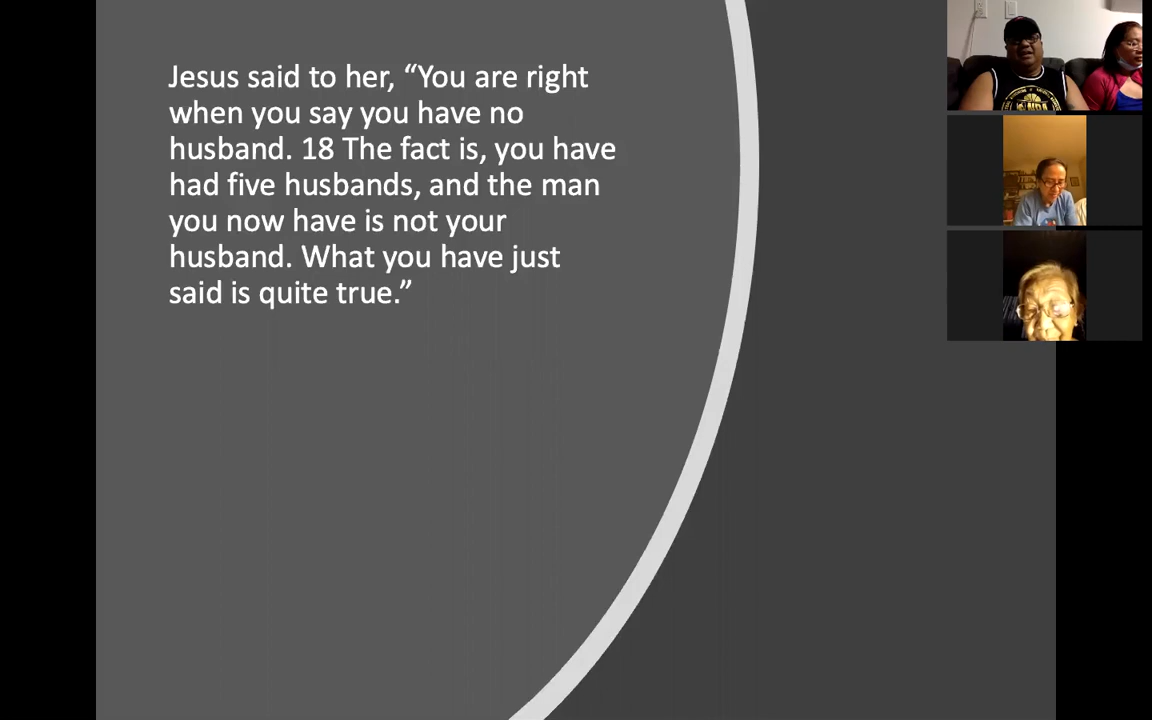 Jesus said to her, “You are right
when you say you have no
husband. 18 The fact is, you have
had five husbands, and the man
you now have is not your
husband. What you have just
said is quite true.”